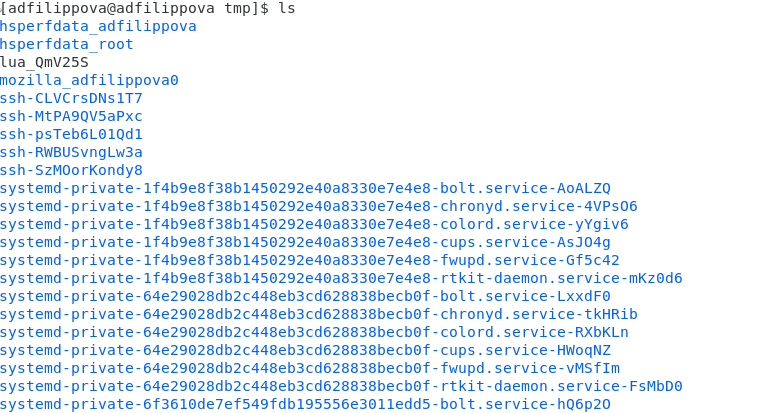 [adfilippova@adfilippova tmp]$ ls
hsperfdata_adfilippova
hsperfdata_root
lua_QmV25S
mozilla_adfilippova0
ssh-CLVCrsDNs1T7
ssh-MtPA9QV5aPxc
ssh-psTeb6L01Qd1
ssh-RWBUSvngLw3a
ssh-SzMOorKondy8
systemd-private-1f4b9e8f38b1450292e40a8330e7e4e8-bolt.service-AoALZQ
systemd-private-1f4b9e8f38b1450292e40a8330e7e4e8-chronyd.service-4VPsO6
systemd-private-1f4b9e8f38b1450292e40a8330e7e4e8-colord.service-yYgiv6
systemd-private-1f4b9e8f38b1450292e40a8330e7e4e8-cups.service-AsJO4g
systemd-private-1f4b9e8f38b1450292e40a8330e7e4e8-fwupd.service-Gf5c42
systemd-private-1f4b9e8f38b1450292e40a8330e7e4e8-rtkit-daemon.service-mKz0d6
systemd-private-64e29028db2c448eb3cd628838becb0f-bolt.service-LxxdF0
systemd-private-64e29028db2c448eb3cd628838becb0f-chronyd.service-tkHRib
systemd-private-64e29028db2c448eb3cd628838becb0f-colord.service-RXbKLn
systemd-private-64e29028db2c448eb3cd628838becb0f-cups.service-HWoqNZ
systemd-private-64e29028db2c448eb3cd628838becb0f-fwupd.service-vMSfIm
systemd-private-64e29028db2c448eb3cd628838becb0f-rtkit-daemon.service-FsMbD0
systemd-private-6f3610de7ef549fdb195556e3011edd5-bolt.service-hQ6p2O